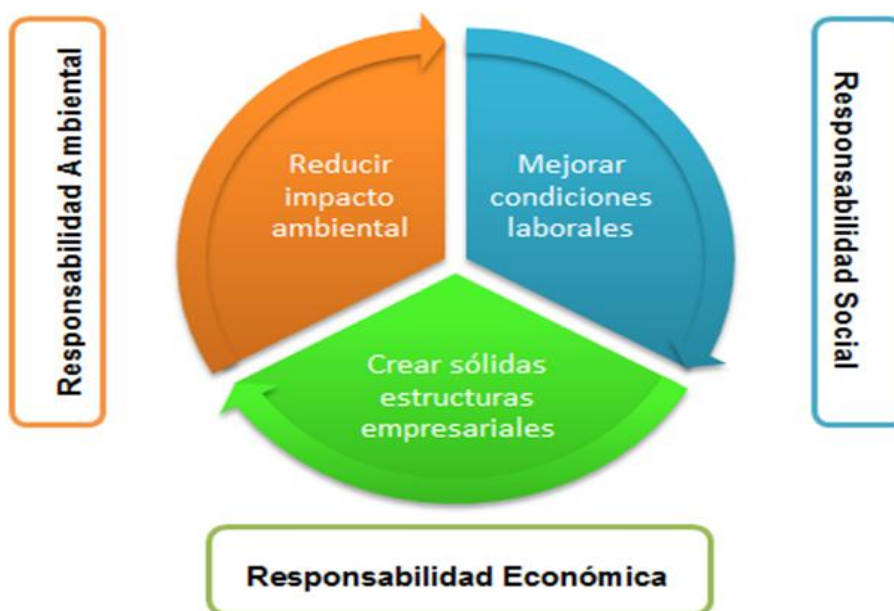 Responsabilidad Ambiental
Reducir
impacto
ambiental
Mejorar
condiciones
laborales
Responsabilidad Social
Crear sólidas
estructuras
empresariales
Responsabilidad Económica